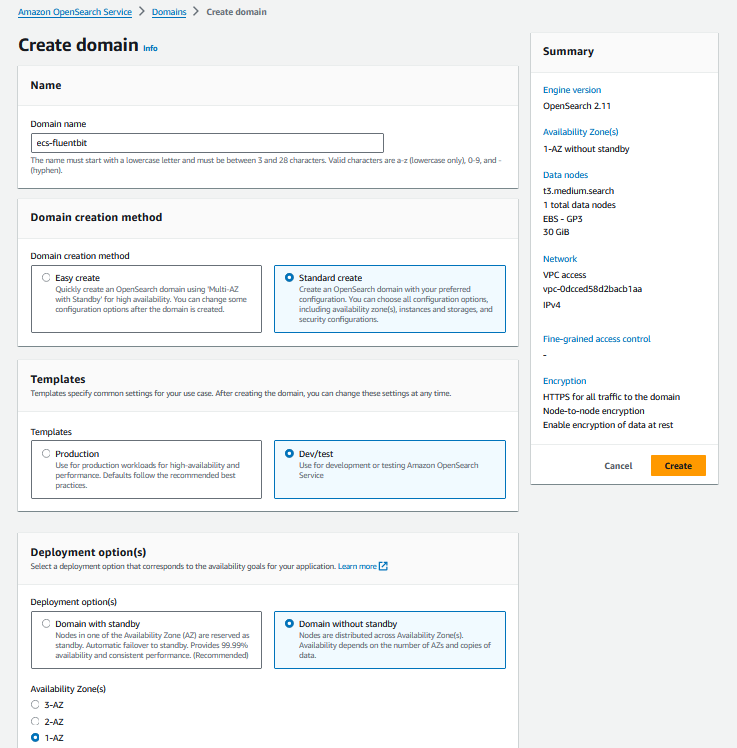 Amazon OpenSearch Service > Domains > Create domain
Create domain Info
Name
Domain name
ecs-fluentbit
The name must start with a lowercase letter and must be between 3 and 28 characters. Valid characters are a-z (lowercase only), 0-9, and -
(hyphen).
Domain creation method
Domain creation method
Easy create
Quickly create an OpenSearch domain using 'Multi-AZ
with Standby' for high availability. You can change some
configuration options after the domain is created.
Standard create
Create an OpenSearch domain with your preferred
configuration. You can choose all configuration options,
including availability zone(s), instances and storages, and
security configurations.
Templates
Templates specify common settings for your use case. After creating the domain, you can change these settings at any time.
Templates
Production
Use for production workloads for high-availability and
performance. Defaults follow the recommended best
practices.
Dev/test
Use for development or testing Amazon OpenSearch
Service
Deployment option(s)
Select a deployment option that corresponds to the availability goals for your application. Learn more
Deployment option(s)
Domain with standby
Nodes in one of the Availability Zone (AZ) are reserved as
standby. Automatic failover to standby. Provides 99.99%
availability and consistent performance. (Recommended)
Domain without standby
Nodes are distributed across Availability Zone(s).
Availability depends on the number of AZs and copies of
data.
Availability Zone(s)
3-AZ
2-AZ
1-AZ
Summary
Engine version
OpenSearch 2.11
Availability Zone(s)
1-AZ without standby
Data nodes
t3.medium.search
1 total data nodes
EBS - GP3
30 GiB
Network
VPC access
vpc-0dcced58d2bacb1aa
IPv4
Fine-grained access control
-
Encryption
HTTPS for all traffic to the domain
Node-to-node encryption
Enable encryption of data at rest
Cancel
Create